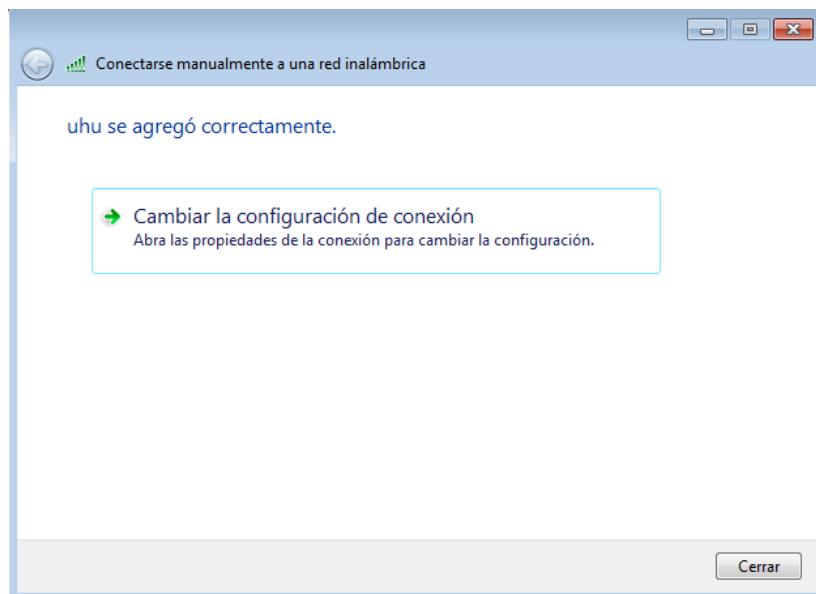 Conectarse manualmente a una red inalámbrica
uhu se agregó correctamente.
Cambiar la configuración de conexión
Abra las propiedades de la conexión para cambiar la configuración.
Cerrar